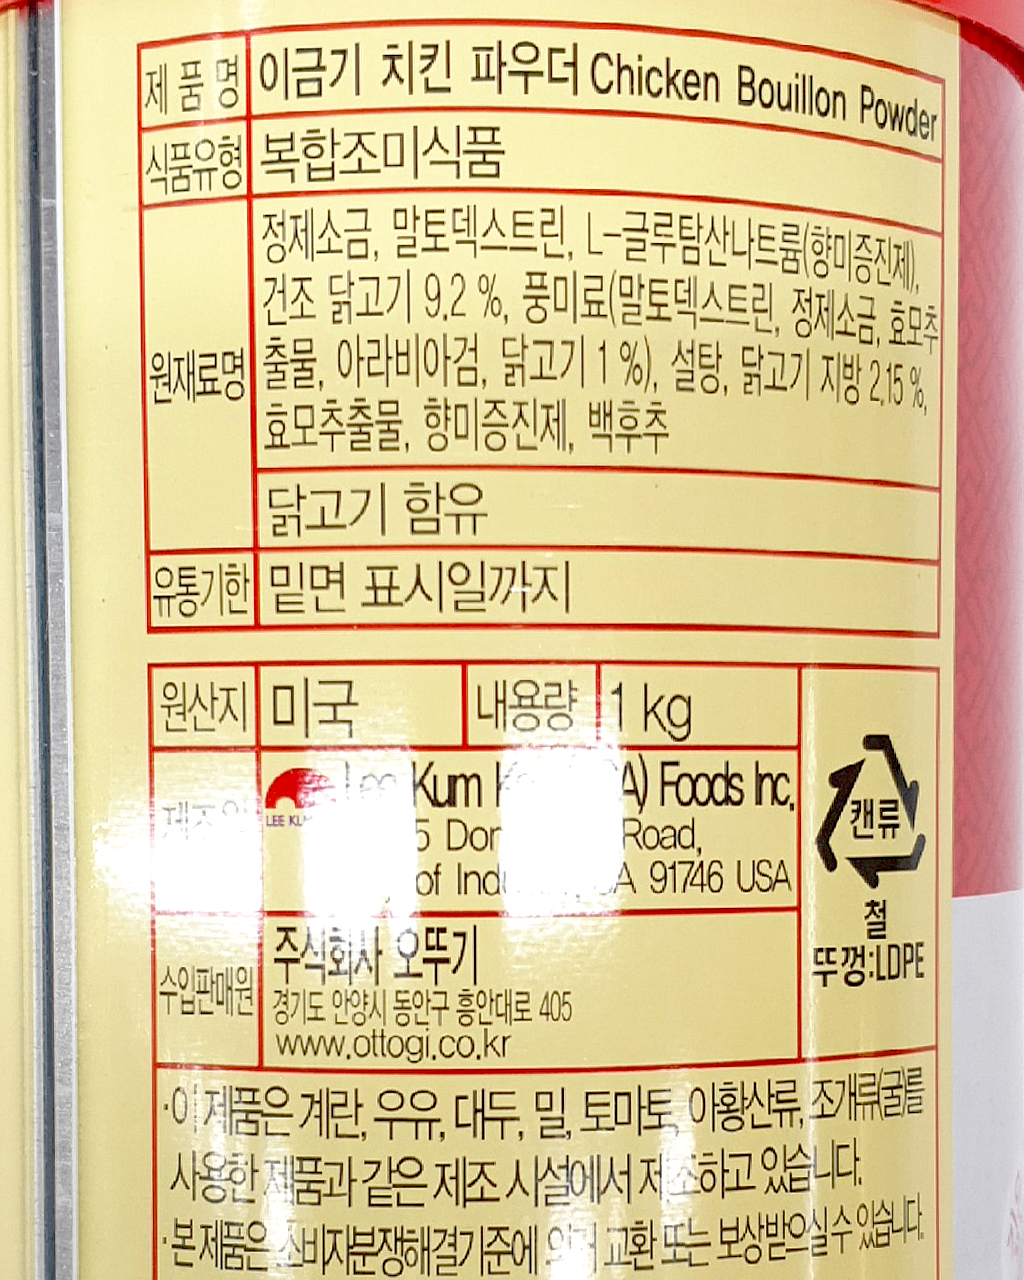 제 품 명 이금기 치킨 파우더 Chicken Bouillon Powder
식품유형 복합조미식품
원재료명
정제소금, 말토덱스트린, L-글루탐산나트륨(향미증진제),
건조 닭고기 9.2 %, 풍미료(말토덱스트린, 정제소금, 효모추
출물, 아라비아검, 닭고기 1 %), 설탕, 닭고기 지방 2.15 %,
효모추출물, 향미증진제, 백후추
닭고기 함유
유통기한 밑면 표시일까지
원산지 미국 내용량 1 kg
Lee Kum A) Foods Inc.
LEE
Road,
of CA 91746 USA
캔류
철
뚜껑:LDPE
수입판매원
주식회사 오뚜기
경기도 안양시 동안구 흥안대로 405
www.ottogi.co.kr
·이 제품은 계란, 우유, 대두, 밀, 토마토, 아황산류, 조개류(굴)를
사용한 제품과 같은 제조 시설에서 제조하고 있습니다.
·본 제품은 소비자분쟁해결기준에 의거 교환 또는 보상받으실 수 있습니다.